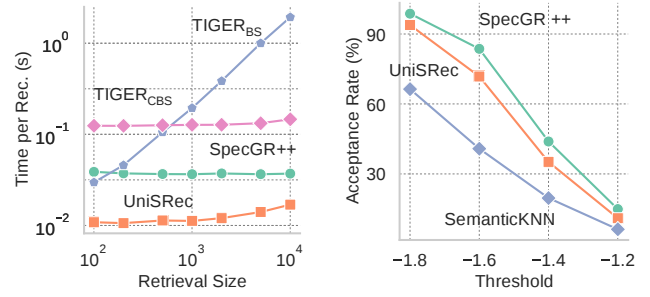 TIGER_BS
10^0
TIGER_CBS
10^-1
SpecGR++
UniSRec
10^-2
10^2
10^3
10^4
Time per Rec. (s)
Retrieval Size
SpecGR ++
90
UniSRec
60
30
SemanticKNN
−1.8
−1.6
−1.4
−1.2
Acceptance Rate (%)
Threshold